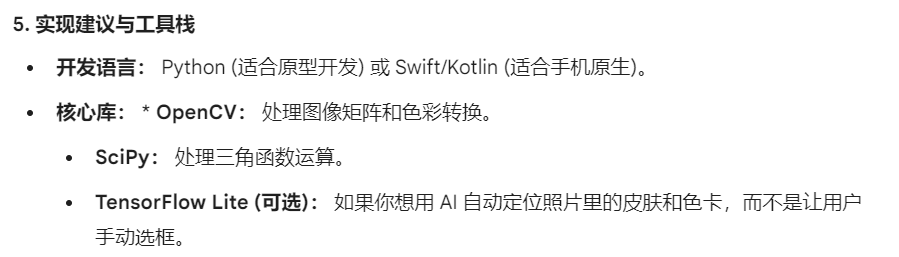 5. 实现建议与工具栈
• 开发语言： Python (适合原型开发) 或 Swift/Kotlin (适合手机原生)。
• 核心库： * OpenCV： 处理图像矩阵和色彩转换。
• SciPy： 处理三角函数运算。
• TensorFlow Lite (可选)： 如果你想用 AI 自动定位照片里的皮肤和色卡，而不是让用户
手动选框。